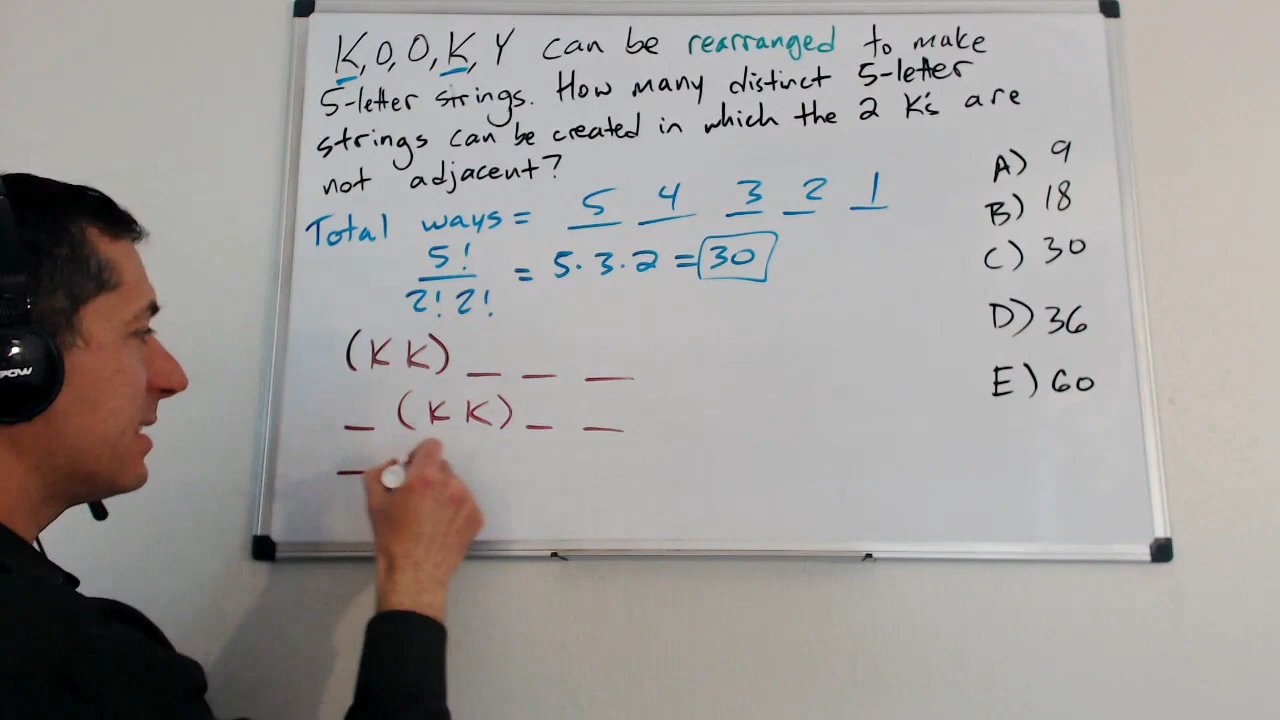 K, O, O, K, Y can be rearranged to make
5-letter strings. How many distinct 5-letter
strings can be created in which the 2 K's are
not adjacent?
Total ways = 5 4 3 2 1
5!
2! 2!
= 5·3·2 = 30
(K K) _ _ _
_ (K K) _ _
_
A) 9
B) 18
C) 30
D) 36
E) 60
POW